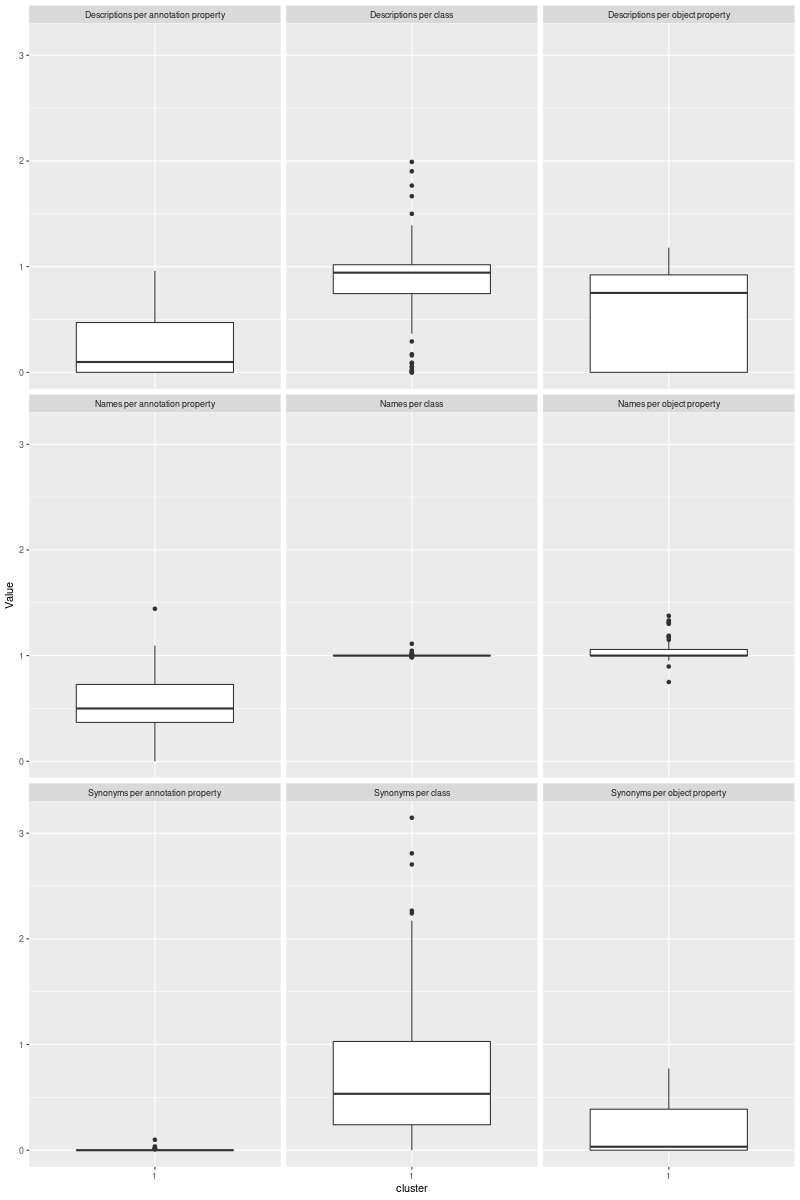 Descriptions per annotation property
Descriptions per class
Descriptions per object property
3
2
1
0
Names per annotation property
Names per class
Names per object property
3
2
1
0
Value
Synonyms per annotation property
Synonyms per class
Synonyms per object property
3
2
1
0
1
1
1
cluster